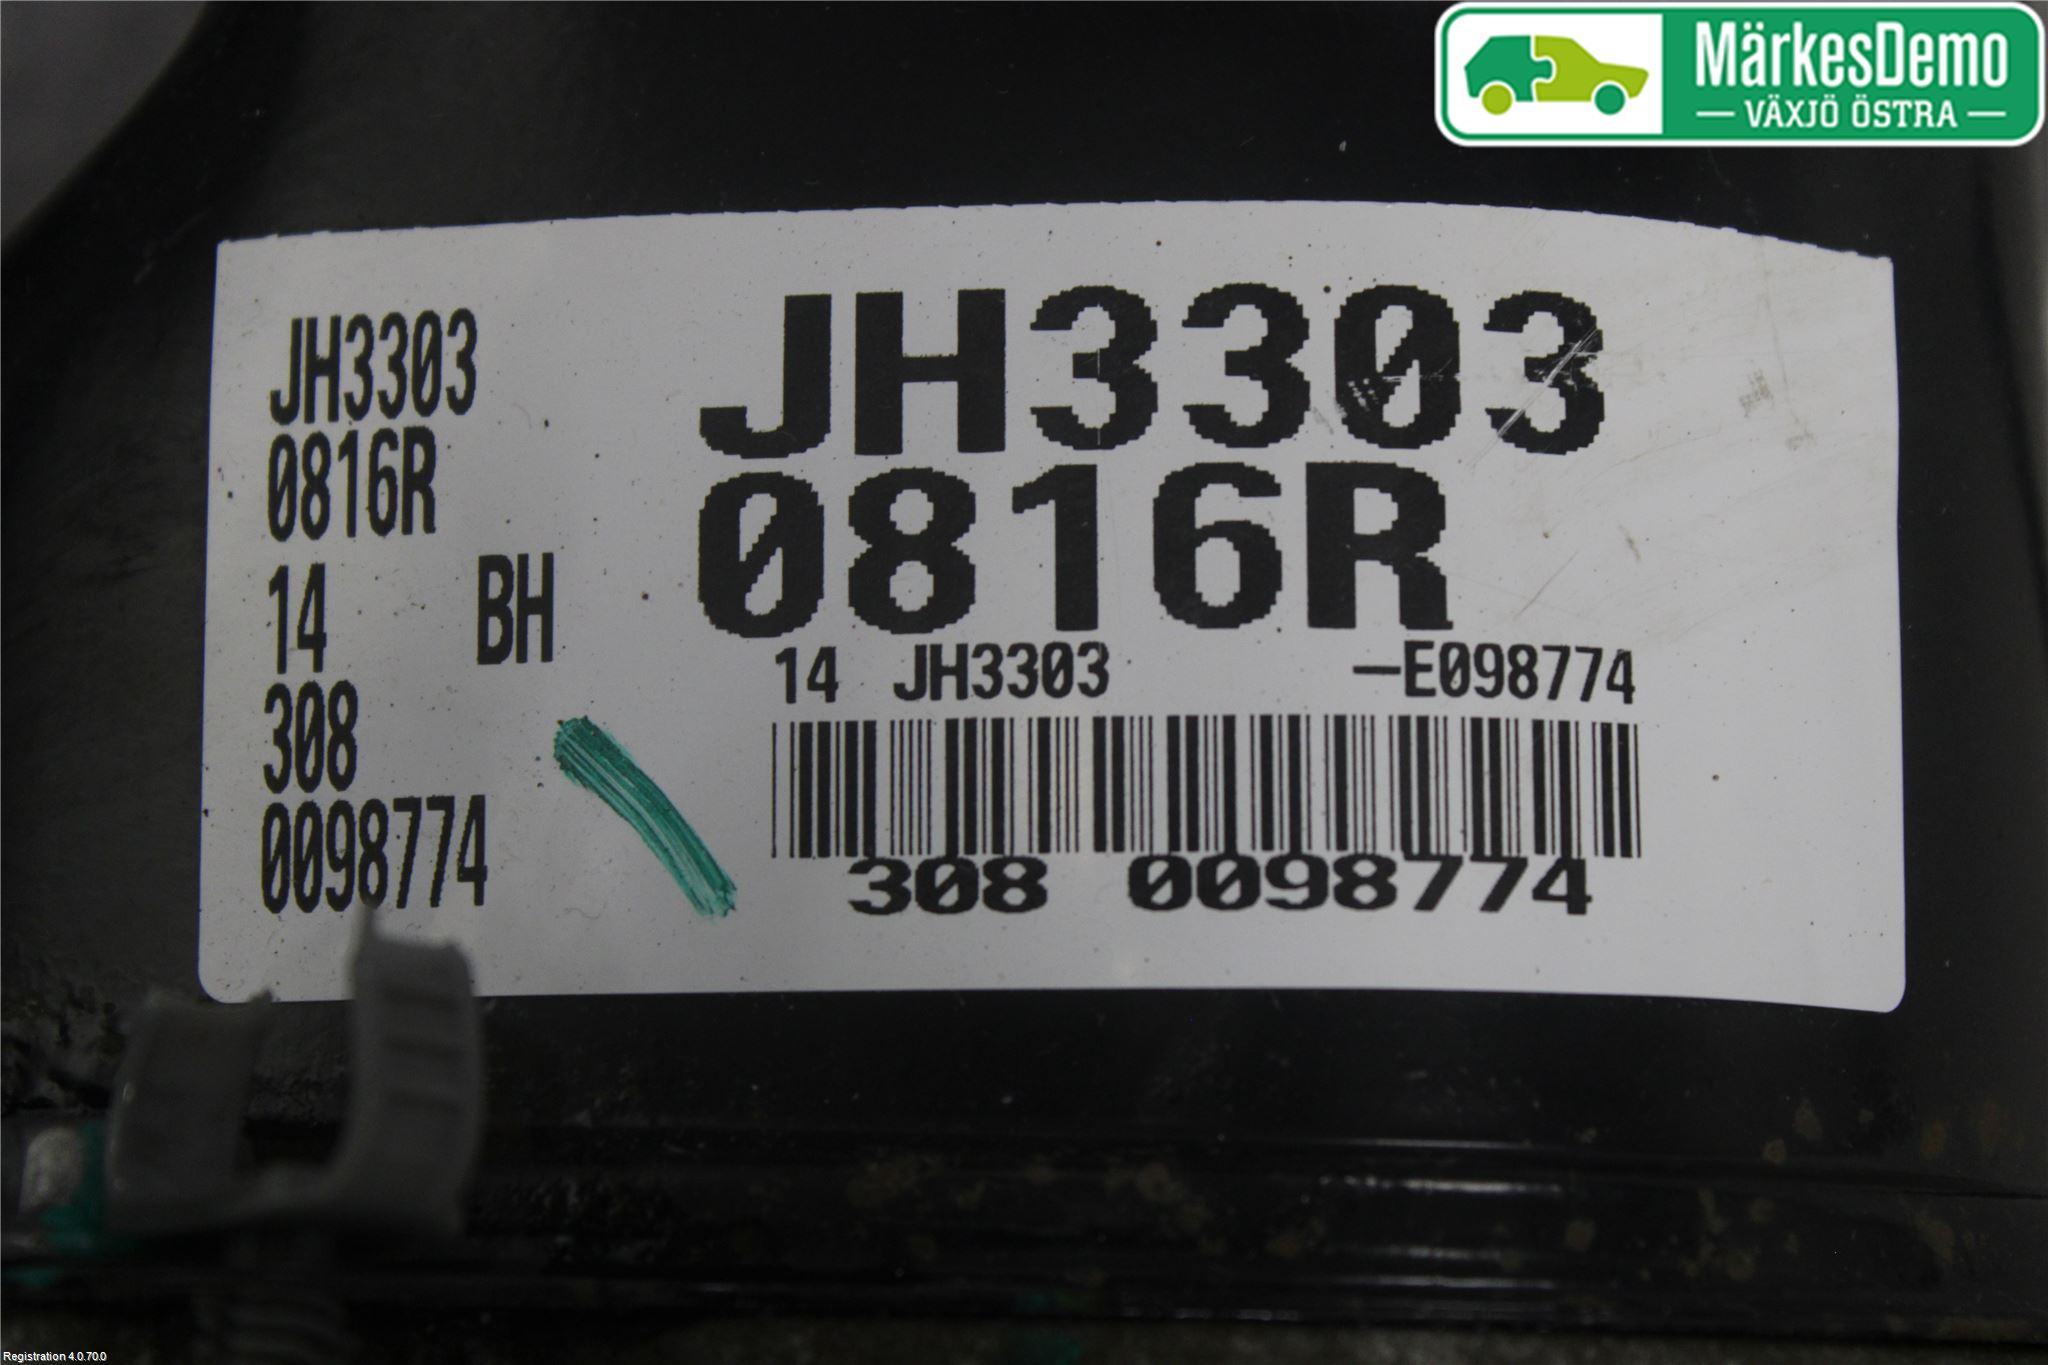 MärkesDemo
— VÄXJÖ ÖSTRA —
JH3303
0816R
14 BH
308
0098774
JH3303
0816R
14 JH3303 —E098774
308 0098774
Registration 4.0.70.0